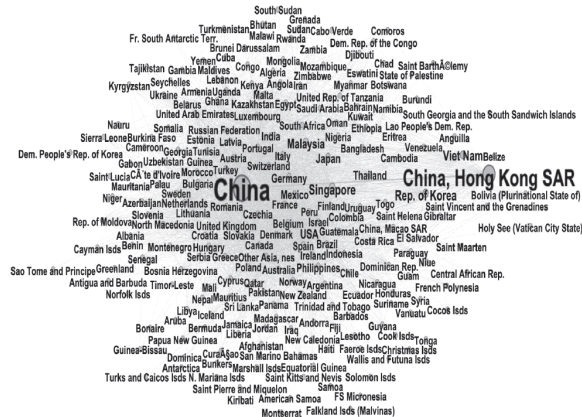 South Sudan
Grenada
Bhutan
Turkmenistan Sudan Cabo Verde Comoros
Malawi Rwanda
Fr. South Antarctic Terr. Dem. Rep. of the Congo
Brunei Darussalam Zambia
Djibouti
Yemen Cuba Mongolia Chad Saint BarthÃ©lemy
Tajikistan Gambia Maldives Congo Algeria Mozambique Eswatini State of Palestine
Lebanon Zimbabwe
Kyrgyzstan Seychelles Kenya Angola Iran Myanmar Botswana
Ukraine Armenia Uganda Malta United Rep. of Tanzania Burundi
Belarus Ghana Kazakhstan Egypt Saudi Arabia Bahrain Namibia
United Arab Emirates Luxembourg Kuwait South Georgia and the South Sandwich Islands
Nauru South Africa Oman Lao People's Dem. Rep.
Somalia Russian Federation Ethiopia Anguilla
Sierra Leone Burkina Faso Estonia India Nigeria Eritrea
Latvia Portugal Malaysia Venezuela
Cameroon Georgia Tunisia Bangladesh Viet Nam Belize
Dem. People's Rep. of Korea Austria Italy Japan Cambodia
Gabon Uzbekistan Guinea Switzerland
Saint Lucia CÃ´te d'Ivoire Morocco Turkey Thailand China, Hong Kong SAR
Mauritania Palau Bulgaria China Germany Singapore
Sweden Mexico Rep. of Korea Bolivia (Plurinational State of)
Niger Azerbaijan Netherlands Romania France Finland Uruguay Togo Saint Vincent and the Grenadines
Slovenia Lithuania Czechia Peru Colombia Saint Helena Gibraltar
Rep. of Moldova North Macedonia United Kingdom Belgium Israel China, Macao SAR Holy See (Vatican City State)
Albania Croatia Slovakia Denmark USA Guatemala El Salvador
Cayman Isds Benin Montenegro Hungary Canada Spain Brazil Costa Rica Saint Maarten
Senegal Serbia Greece Other Asia, nes Ireland Indonesia Paraguay
Sao Tome and Principe Greenland Bosnia Herzegovina Poland Australia Philippines Chile Dominican Rep. Niue
Guam Central African Rep.
Antigua and Barbuda Timor-Leste Mali Cyprus Qatar Norway Argentina Nicaragua French Polynesia
Norfolk Isds Nepal Mauritius Pakistan New Zealand Ecuador Honduras
Libya Sri Lanka Panama Trinidad and Tobago Suriname Syria
Aruba Iceland Madagascar Barbados Vanuatu Cocos Isds
Bonaire Bermuda Jamaica Jordan Iraq Andorra Fiji Guyana
Papua New Guinea Liberia New Caledonia Lesotho Cook Isds Tonga
Guinea-Bissau CuraÃ§ao Afghanistan Haiti Faeroe Isds Christmas Isds
Dominica San Marino Bahamas Wallis and Futuna Isds
Antarctica Bunkers Marshall Isds Equatorial Guinea
Turks and Caicos Isds N. Mariana Isds Saint Kitts and Nevis Solomon Isds
Saint Pierre and Miquelon Samoa
Kiribati American Samoa FS Micronesia
Montserrat Falkland Isds (Malvinas)